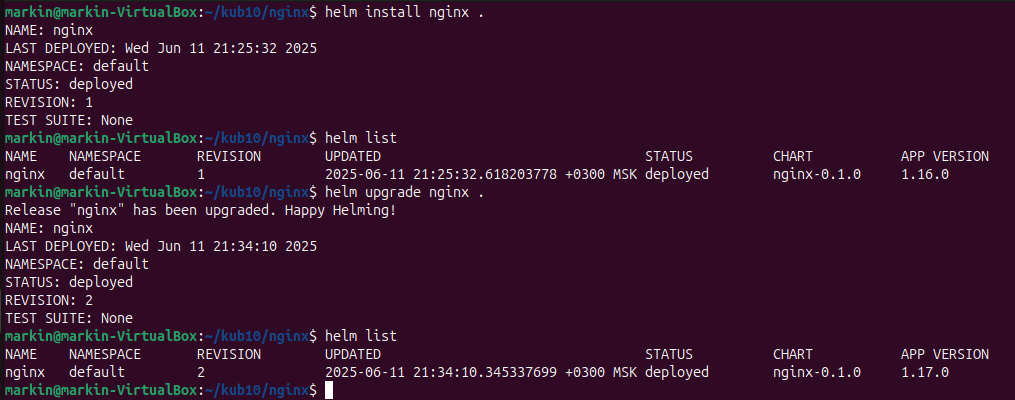 markin@markin-VirtualBox:~/kub10/nginx$ helm install nginx .
NAME: nginx
LAST DEPLOYED: Wed Jun 11 21:25:32 2025
NAMESPACE: default
STATUS: deployed
REVISION: 1
TEST SUITE: None
markin@markin-VirtualBox:~/kub10/nginx$ helm list
NAME    NAMESPACE       REVISION        UPDATED                                 STATUS          CHART           APP VERSION
nginx   default         1               2025-06-11 21:25:32.618203778 +0300 MSK deployed        nginx-0.1.0     1.16.0
markin@markin-VirtualBox:~/kub10/nginx$ helm upgrade nginx .
Release "nginx" has been upgraded. Happy Helming!
NAME: nginx
LAST DEPLOYED: Wed Jun 11 21:34:10 2025
NAMESPACE: default
STATUS: deployed
REVISION: 2
TEST SUITE: None
markin@markin-VirtualBox:~/kub10/nginx$ helm list
NAME    NAMESPACE       REVISION        UPDATED                                 STATUS          CHART           APP VERSION
nginx   default         2               2025-06-11 21:34:10.345337699 +0300 MSK deployed        nginx-0.1.0     1.17.0
markin@markin-VirtualBox:~/kub10/nginx$